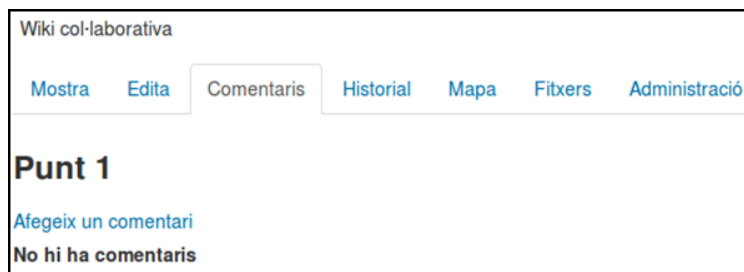 Wiki col·laborativa
Mostra Edita Comentaris Historial Mapa Fitxers Administració
Punt 1
Afegeix un comentari
No hi ha comentaris